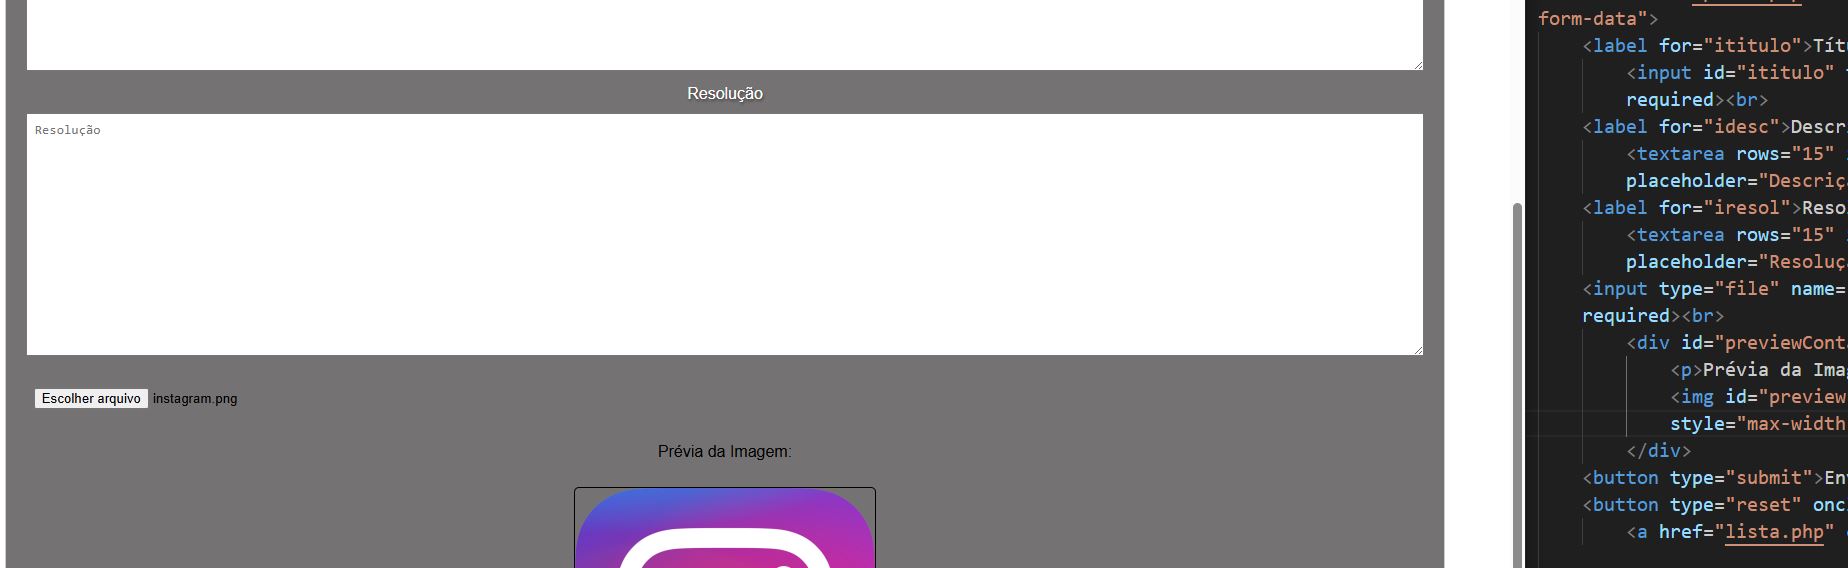 Resolução
Resolução
Escolher arquivo instagram.png
Prévia da Imagem:
form-data">
<label for="ititulo">Tít
<input id="ititulo"
required><br>
<label for="idesc">Descr
<textarea rows="15"
placeholder="Descriç
<label for="iresol">Reso
<textarea rows="15"
placeholder="Resoluç
<input type="file" name=
required><br>
<div id="previewCont
<p>Prévia da Ima
<img id="preview
style="max-width
</div>
<button type="submit">En
<button type="reset" onc
<a href="lista.php"